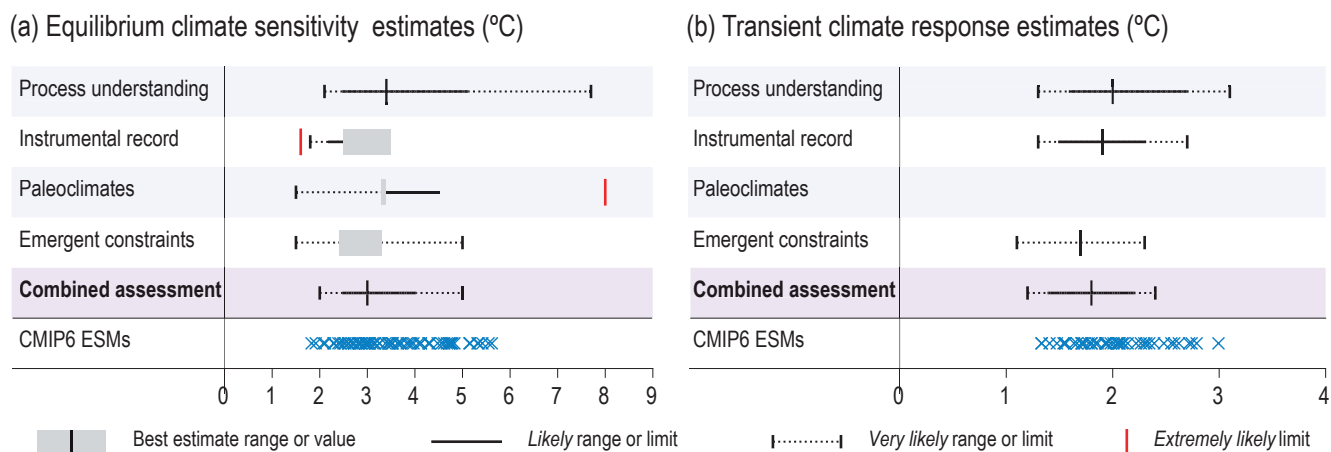 (a) Equilibrium climate sensitivity estimates (ºC)
Process understanding
Instrumental record
Paleoclimates
Emergent constraints
Combined assessment
CMIP6 ESMs
0 1 2 3 4 5 6 7 8 9
(b) Transient climate response estimates (ºC)
Process understanding
Instrumental record
Paleoclimates
Emergent constraints
Combined assessment
CMIP6 ESMs
0 1 2 3 4
Best estimate range or value
Likely range or limit
Very likely range or limit
Extremely likely limit